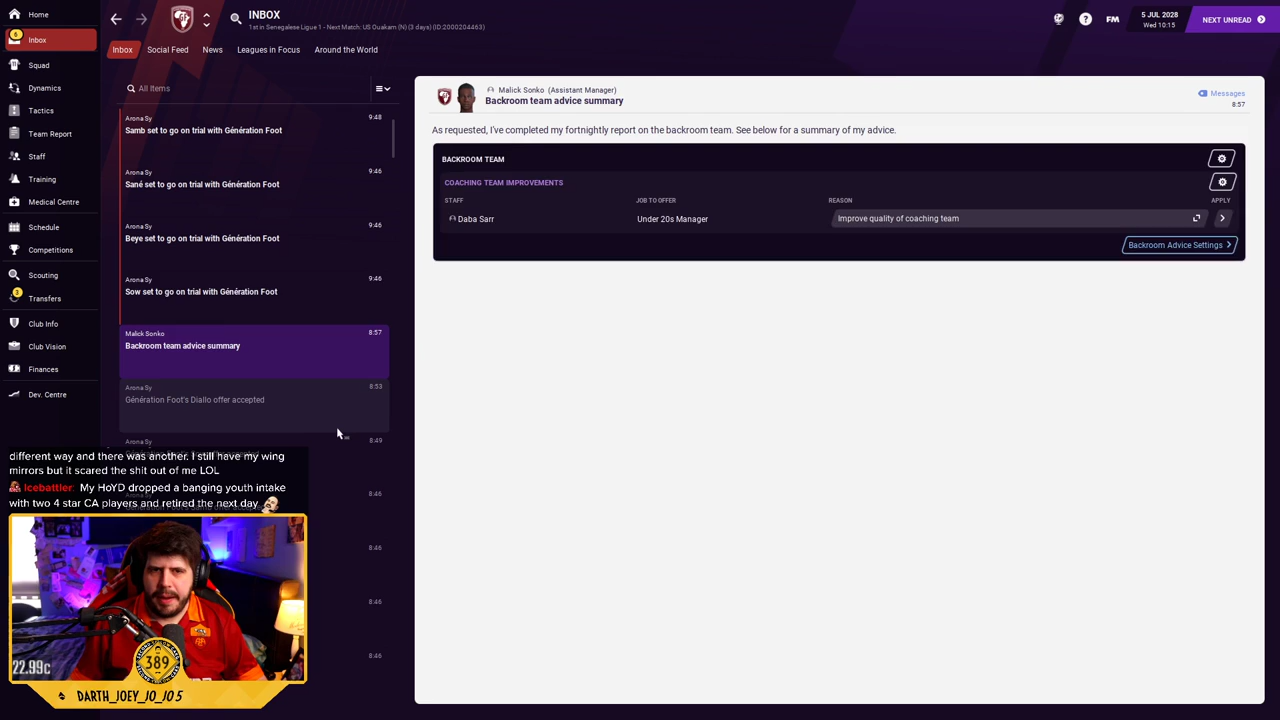 Home
6
Inbox
Squad
Dynamics
Tactics
Team Report
Staff
Training
Medical Centre
Schedule
Competitions
Scouting
3
Transfers
Club Info
Club Vision
Finances
Dev. Centre
INBOX
1st in Senegalese Ligue 1 - Next Match: US Ouakam (N) (3 days) (ID:2000204463)
?
FM
5 JUL 2028
Wed 10:15
NEXT UNREAD
Inbox
Social Feed
News
Leagues in Focus
Around the World
All Items
Arona Sy
9:48
Samb set to go on trial with Génération Foot
Arona Sy
9:46
Sané set to go on trial with Génération Foot
Arona Sy
9:46
Beye set to go on trial with Génération Foot
Arona Sy
9:46
Sow set to go on trial with Génération Foot
Malick Sonko
8:57
Backroom team advice summary
Arona Sy
8:53
Génération Foot's Diallo offer accepted
Arona Sy
8:49
8:46
8:46
8:46
8:46
Malick Sonko (Assistant Manager)
Backroom team advice summary
Messages
8:57
As requested, I've completed my fortnightly report on the backroom team. See below for a summary of my advice.
BACKROOM TEAM
COACHING TEAM IMPROVEMENTS
STAFF
JOB TO OFFER
REASON
APPLY
Daba Sarr
Under 20s Manager
Improve quality of coaching team
Backroom Advice Settings
different way and there was another. I still have my wing
mirrors but it scared the shit out of me LOL
Icebattler: My HoYD dropped a banging youth intake
with two 4 star CA players and retired the next day
389
22.99c
DARTH_JOEY_JO_JO 5